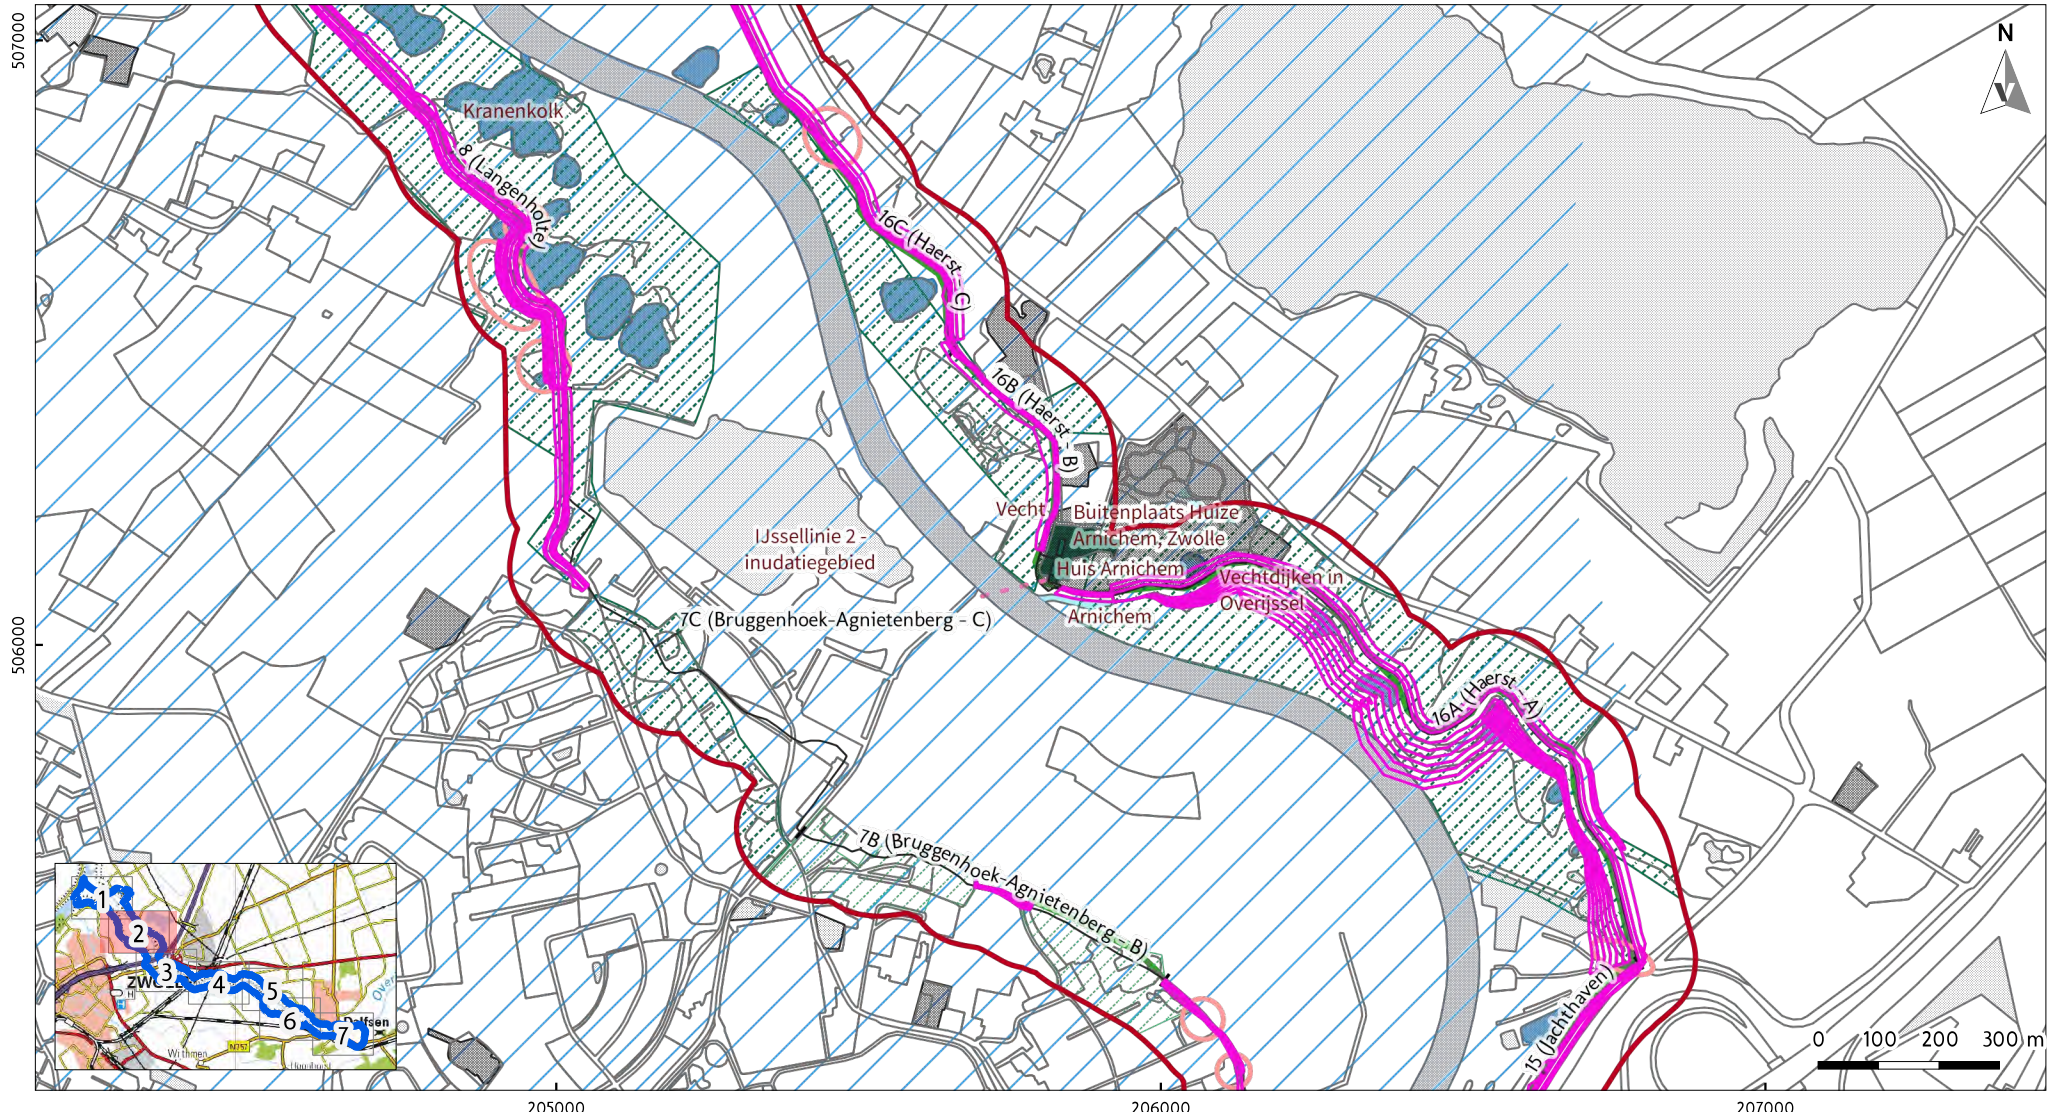 507000
N
Kranenkolk
8 (Langenholte)
16C (Haerst - C)
16B (Haerst - B)
Vecht
Buitenplaats Huize
Arnichem, Zwolle
IJssellinie 2 -
inudatiegebied
Huis Arnichem
Vechtdijken in
Overijssel
Arnichem
7C (Bruggenhoek-Agnietenberg - C)
506000
16A (Haerst - A)
7B (Bruggenhoek-Agnietenberg - B)
15 (Jachthaven)
1
2
3
4
5
6
7
Dalfsen
Withmen
N757
0 100 200 300 m
205000
206000
207000